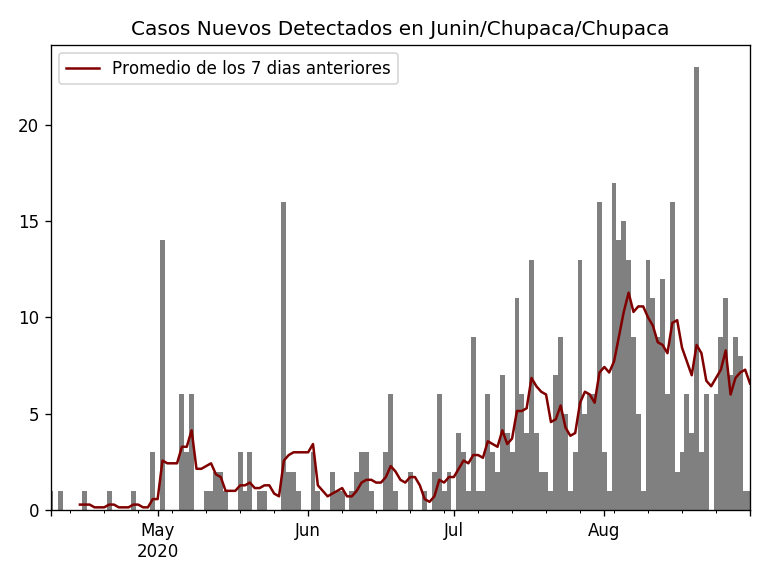 Casos Nuevos Detectados en Junin/Chupaca/Chupaca
Promedio de los 7 dias anteriores
20
15
10
5
0
May Jun Jul Aug
2020